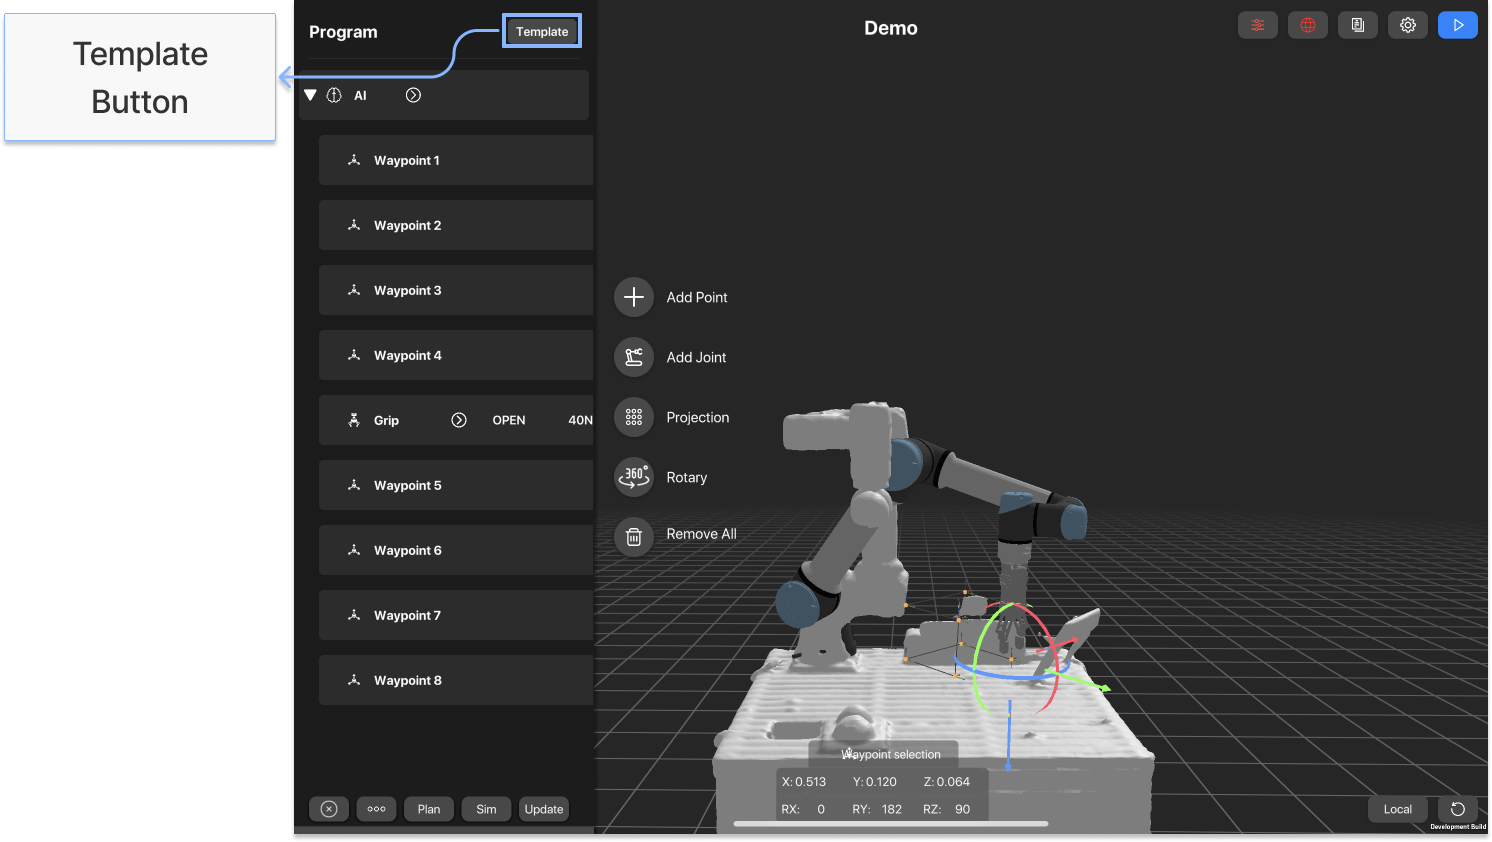 Template
Button
Program
Template
AI
Waypoint 1
Waypoint 2
Waypoint 3
Waypoint 4
Grip OPEN 40N
Waypoint 5
Waypoint 6
Waypoint 7
Waypoint 8
Plan Sim Update
Demo
Add Point
Add Joint
Projection
360°
Rotary
Remove All
Waypoint selection
X: 0.513 Y: 0.120 Z: 0.064
RX: 0 RY: 182 RZ: 90
Local
Development Build